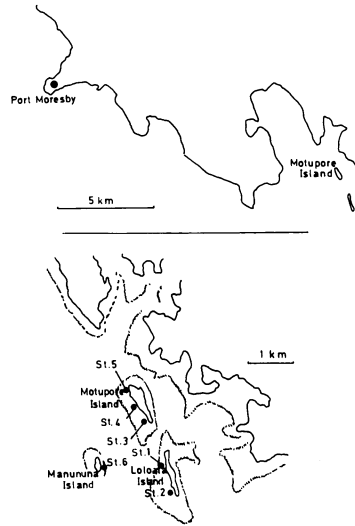 Port Moresby
Motupore
Island
5 km
1 km
St.5
Motupore
Island
St.4
St.3
St.1
St.6
Loloata
Island
Manununa
Island
St.2